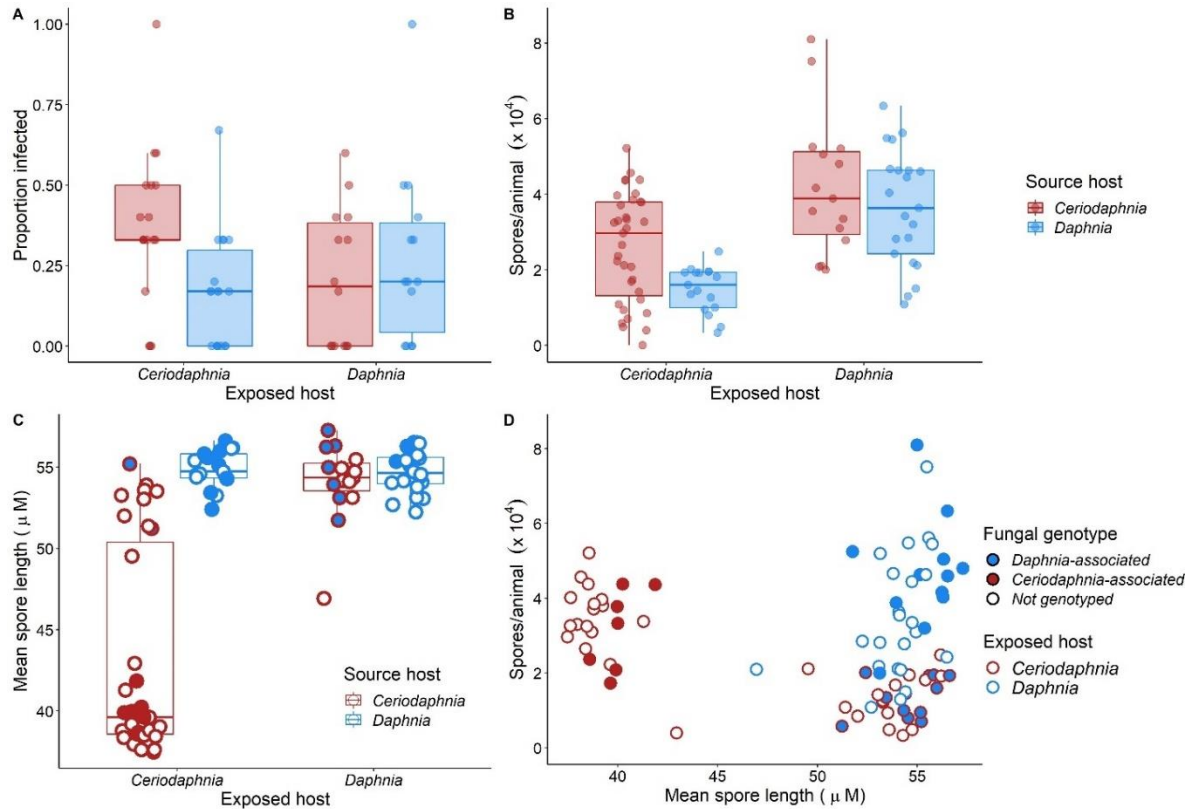 A
Proportion infected
1.00
0.75
0.50
0.25
0.00
Ceriodaphnia
Daphnia
Exposed host
B
Spores/animal (x 10⁴)
8
6
4
2
0
Ceriodaphnia
Daphnia
Exposed host
Source host
Ceriodaphnia
Daphnia
C
Mean spore length ( μ M)
55
50
45
40
Ceriodaphnia
Daphnia
Exposed host
Source host
Ceriodaphnia
Daphnia
D
Spores/animal (x 10⁴)
8
6
4
2
0
40
45
50
55
Mean spore length ( μ M)
Fungal genotype
Daphnia-associated
Ceriodaphnia-associated
Not genotyped
Exposed host
Ceriodaphnia
Daphnia